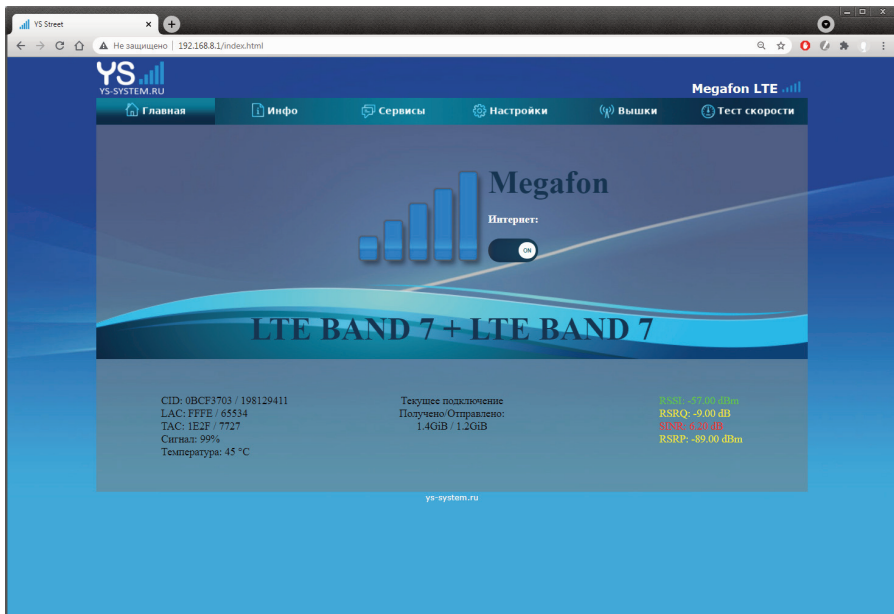 YS Street
Не защищено
192.168.8.1/index.html
YS
YS-SYSTEM.RU
Megafon LTE
Главная
Инфо
Сервисы
Настройки
Вышки
Тест скорости
Megafon
Интернет:
ON
LTE BAND 7 + LTE BAND 7
CID: 0BCF3703 / 198129411
LAC: FFFE / 65534
TAC: 1E2F / 7727
Сигнал: 99%
Температура: 45 °C
Текущее подключение
Получено/Отправлено:
1.4GiB / 1.2GiB
RSSI: -57.00 dBm
RSRQ: -9.00 dB
SINR: 6.20 dB
RSRP: -89.00 dBm
ys-system.ru